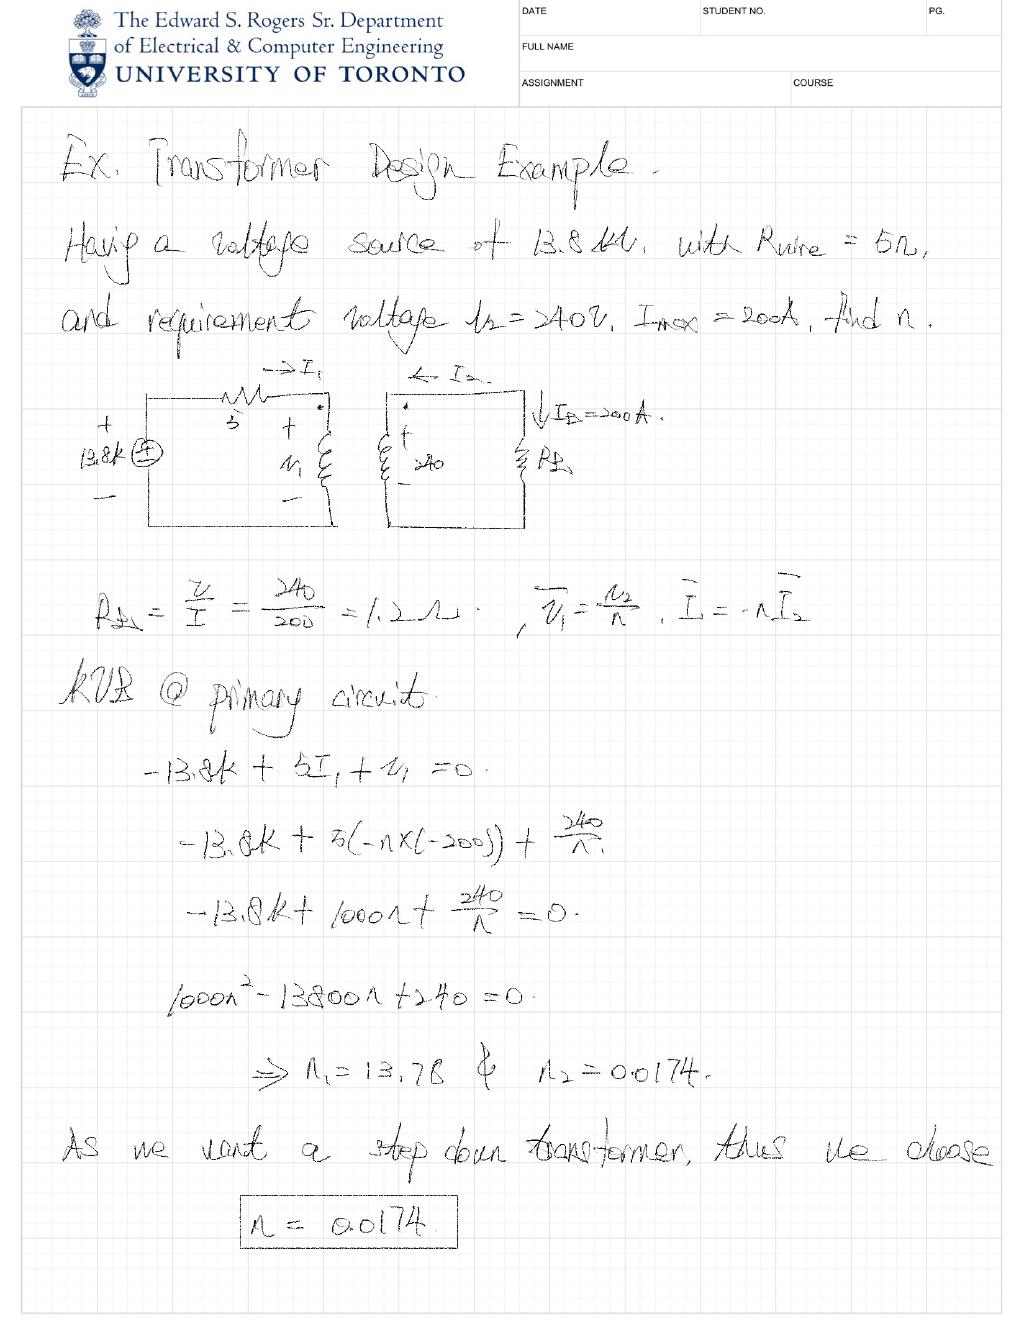 The Edward S. Rogers Sr. Department
of Electrical & Computer Engineering
UNIVERSITY OF TORONTO
DATE
STUDENT NO.
PG.
FULL NAME
ASSIGNMENT
COURSE
Ex. Transformer Design Example.
Having a voltage source of 13.8 kV, with Rwire = 5Ω,
and requirement voltage V2 = 240V, Imax = 200A, find n.
→ I1
← I2.
+
13.8k
−
5
+
V1
−
+
240
−
↓ IL = 200A.
RL
RL = V/I = 240/200 = 1.2Ω. , V1 = V2/n , I1 = -nI2
KVL @ primary circuit.
-13.8k + 5I1 + V1 = 0.
-13.8k + 5(-n×(-200)) + 240/n.
-13.8k + 1000n + 240/n = 0.
1000n² - 13800n + 240 = 0.
⇒ n1 = 13.78 & n2 = 0.0174.
As we want a step down transformer, thus we choose
n = 0.0174.